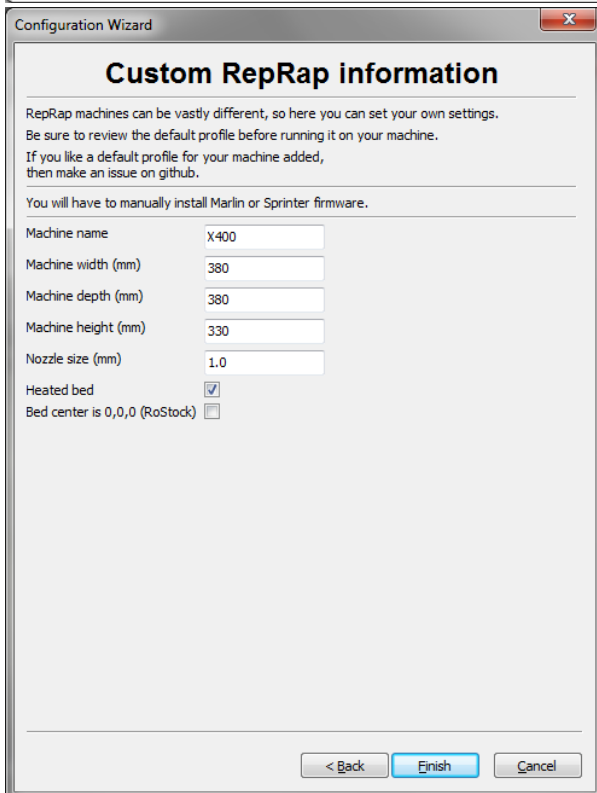 Configuration Wizard
Custom RepRap information
RepRap machines can be vastly different, so here you can set your own settings.
Be sure to review the default profile before running it on your machine.
If you like a default profile for your machine added,
then make an issue on github.
You will have to manually install Marlin or Sprinter firmware.
Machine name X400
Machine width (mm) 380
Machine depth (mm) 380
Machine height (mm) 330
Nozzle size (mm) 1.0
Heated bed
Bed center is 0,0,0 (RoStock)
< Back Finish Cancel